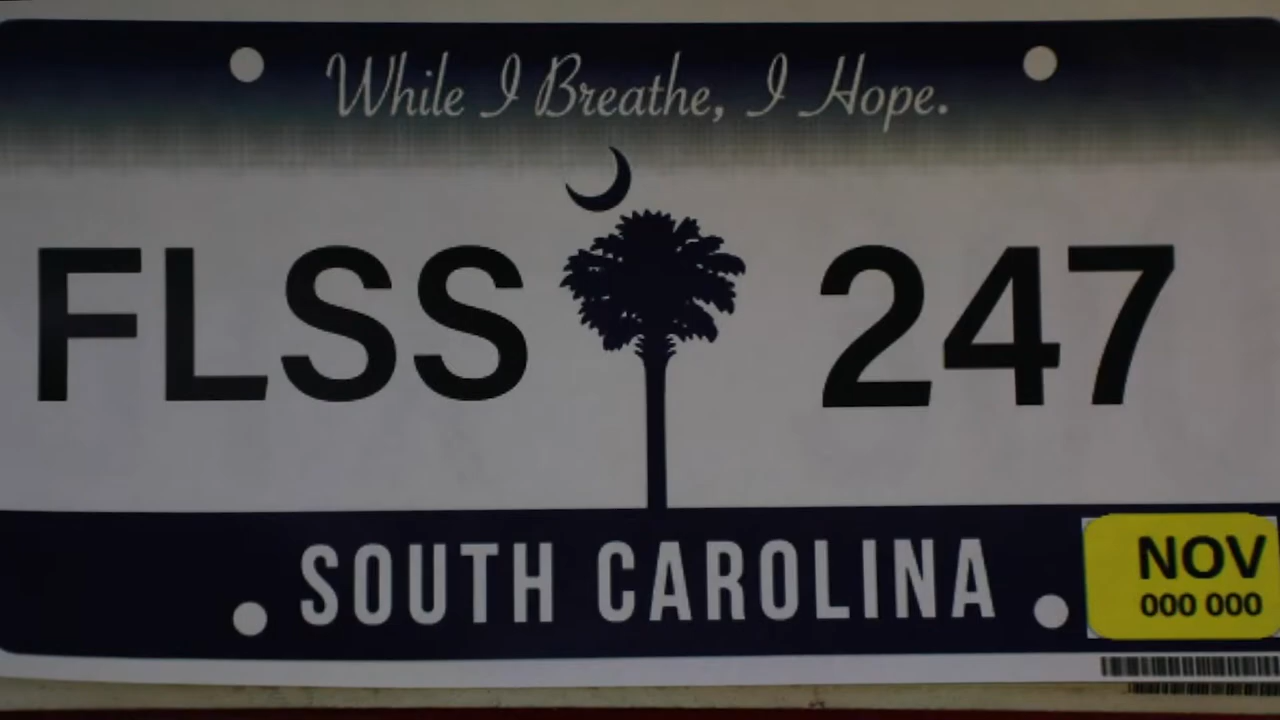 While I Breathe, I Hope.
FLSS 247
SOUTH CAROLINA
NOV
000 000